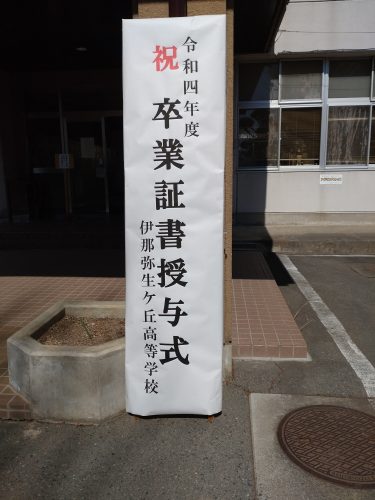 令和四年度
祝 卒業証書授与式
伊那弥生ケ丘高等学校